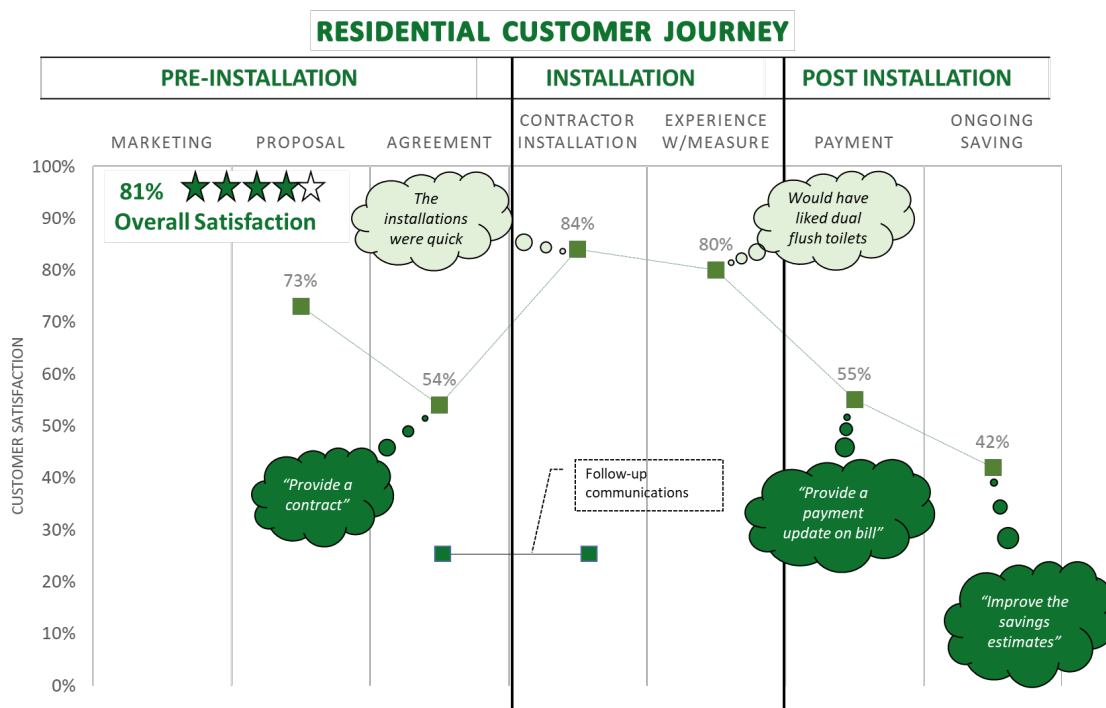 RESIDENTIAL CUSTOMER JOURNEY
PRE-INSTALLATION
INSTALLATION
POST INSTALLATION
MARKETING
PROPOSAL
AGREEMENT
CONTRACTOR
INSTALLATION
EXPERIENCE
W/MEASURE
PAYMENT
ONGOING
SAVING
CUSTOMER SATISFACTION
100%
90%
80%
70%
60%
50%
40%
30%
20%
10%
0%
81%
Overall Satisfaction
The
installations
were quick
Would have
liked dual
flush toilets
73%
54%
84%
80%
55%
42%
“Provide a
contract”
Follow-up
communications
“Provide a
payment
update on bill”
“Improve the
savings
estimates”